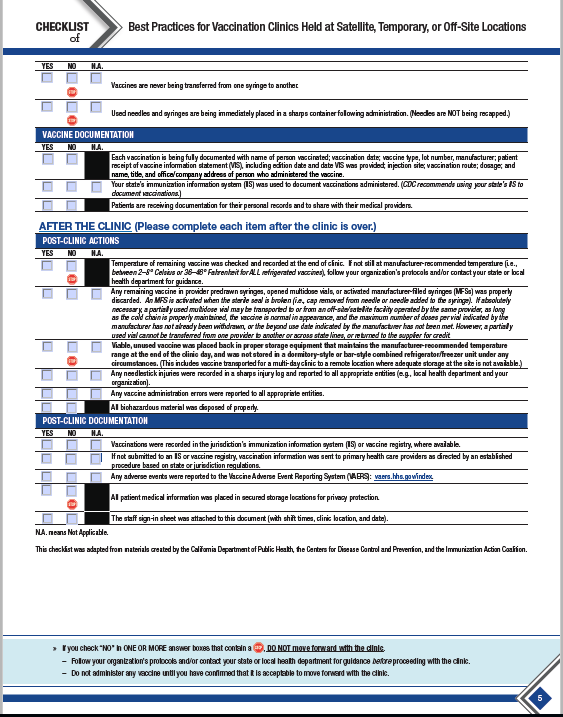 CHECKLIST
of
Best Practices for Vaccination Clinics Held at Satellite, Temporary, or Off-Site Locations
YES NO N.A.
Vaccines are never being transferred from one syringe to another.
STOP
Used needles and syringes are being immediately placed in a sharps container following administration. (Needles are NOT being recapped.)
STOP
VACCINE DOCUMENTATION
YES NO N.A.
Each vaccination is being fully documented with name of person vaccinated; vaccination date; vaccine type, lot number, manufacturer; patient
receipt of vaccine information statement (VIS), including edition date and date VIS was provided; injection site; vaccination route; dosage; and
name, title, and office/company address of person who administered the vaccine.
Your state's immunization information system (IIS) was used to document vaccinations administered. (CDC recommends using your state's IIS to
document vaccinations.)
Patients are receiving documentation for their personal records and to share with their medical providers.
AFTER THE CLINIC (Please complete each item after the clinic is over.)
POST-CLINIC ACTIONS
YES NO N.A.
Temperature of remaining vaccine was checked and recorded at the end of clinic. If not still at manufacturer-recommended temperature (i.e.,
between 2–8° Celsius or 36–46° Fahrenheit for ALL refrigerated vaccines), follow your organization's protocols and/or contact your state or local
STOP
health department for guidance.
Any remaining vaccine in provider predrawn syringes, opened multidose vials, or activated manufacturer-filled syringes (MFSs) was properly
discarded. An MFS is activated when the sterile seal is broken (i.e., cap removed from needle or needle added to the syringe). If absolutely
necessary, a partially used multidose vial may be transported to or from an off-site/satellite facility operated by the same provider, as long
as the cold chain is properly maintained, the vaccine is normal in appearance, and the maximum number of doses per vial indicated by the
manufacturer has not already been withdrawn, or the beyond use date indicated by the manufacturer has not been met. However, a partially
used vial cannot be transferred from one provider to another or across state lines, or returned to the supplier for credit.
Viable, unused vaccine was placed back in proper storage equipment that maintains the manufacturer-recommended temperature
range at the end of the clinic day, and was not stored in a dormitory-style or bar-style combined refrigerator/freezer unit under any
STOP
circumstances. (This includes vaccine transported for a multi-day clinic to a remote location where adequate storage at the site is not available.)
Any needlestick injuries were recorded in a sharps injury log and reported to all appropriate entities (e.g., local health department and your
organization).
Any vaccine administration errors were reported to all appropriate entities.
All biohazardous material was disposed of properly.
POST-CLINIC DOCUMENTATION
YES NO N.A.
Vaccinations were recorded in the jurisdiction's immunization information system (IIS) or vaccine registry, where available.
If not submitted to an IIS or vaccine registry, vaccination information was sent to primary health care providers as directed by an established
procedure based on state or jurisdiction regulations.
Any adverse events were reported to the Vaccine Adverse Event Reporting System (VAERS): vaers.hhs.gov/index.
All patient medical information was placed in secured storage locations for privacy protection.
STOP
The staff sign-in sheet was attached to this document (with shift times, clinic location, and date).
N.A. means Not Applicable.
This checklist was adapted from materials created by the California Department of Public Health, the Centers for Disease Control and Prevention, and the Immunization Action Coalition.
» If you check "NO" in ONE OR MORE answer boxes that contain a STOP, DO NOT move forward with the clinic.
– Follow your organization's protocols and/or contact your state or local health department for guidance before proceeding with the clinic.
– Do not administer any vaccine until you have confirmed that it is acceptable to move forward with the clinic.
5